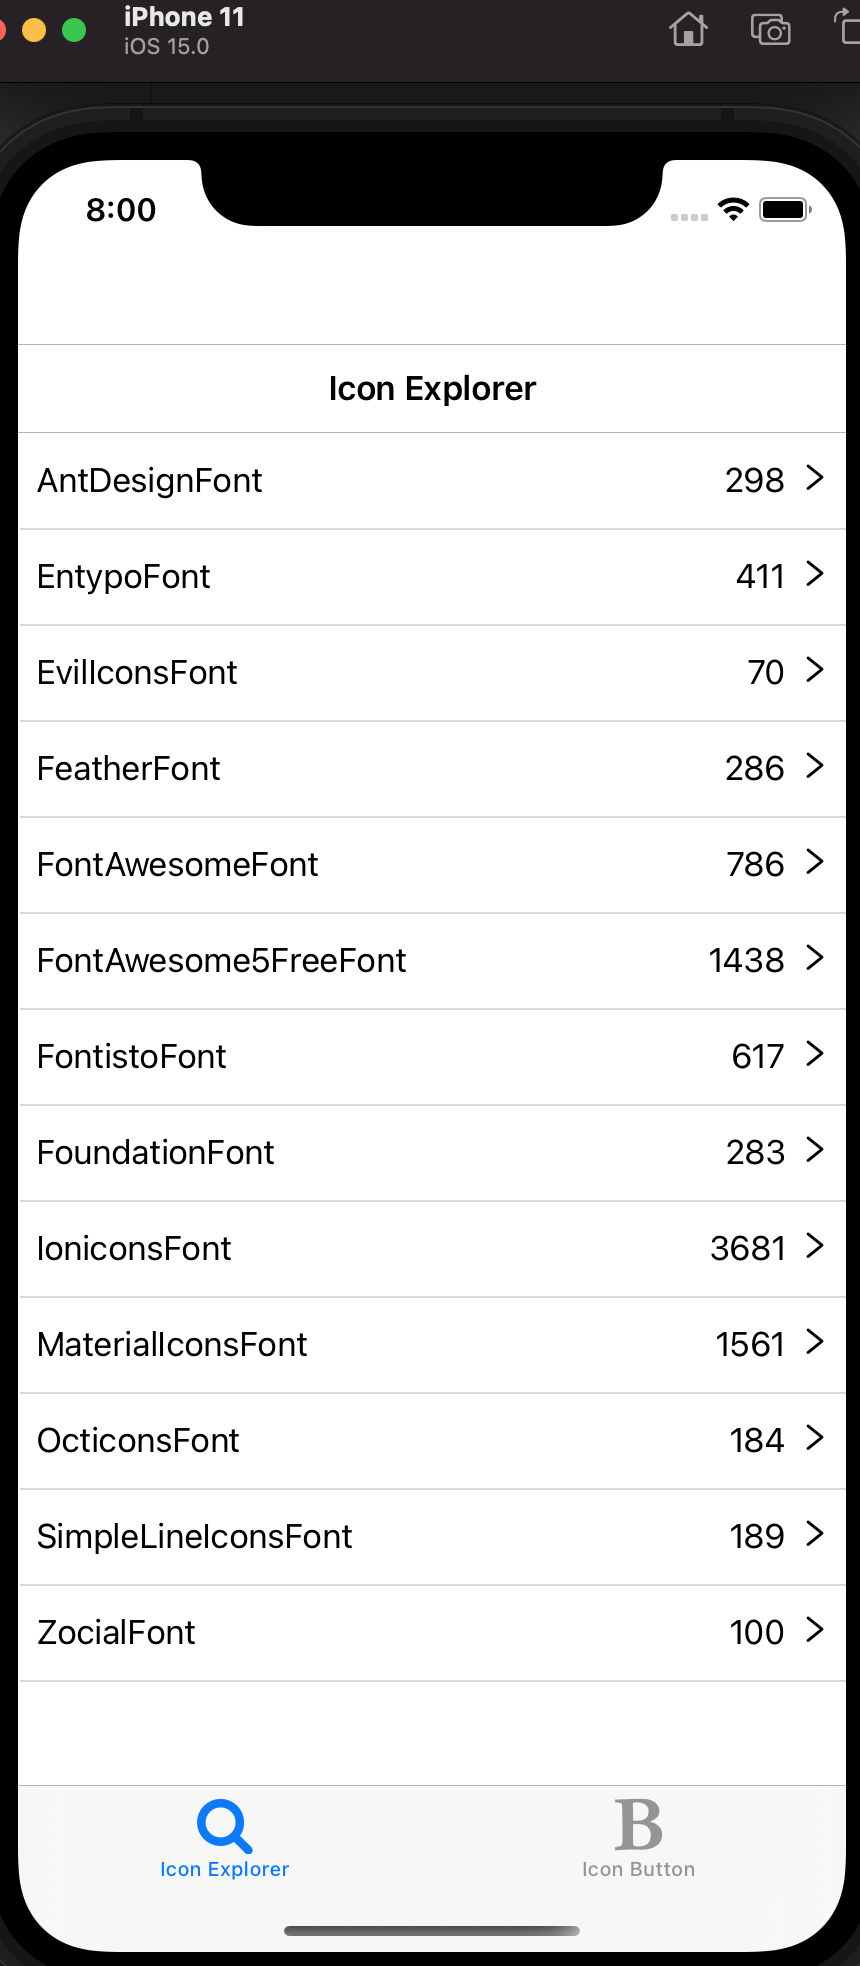 iPhone 11
iOS 15.0
8:00
Icon Explorer
AntDesignFont 298
EntypoFont 411
EvilIconsFont 70
FeatherFont 286
FontAwesomeFont 786
FontAwesome5FreeFont 1438
FontistoFont 617
FoundationFont 283
IoniconsFont 3681
MaterialIconsFont 1561
OcticonsFont 184
SimpleLineIconsFont 189
ZocialFont 100
B
Icon Explorer Icon Button